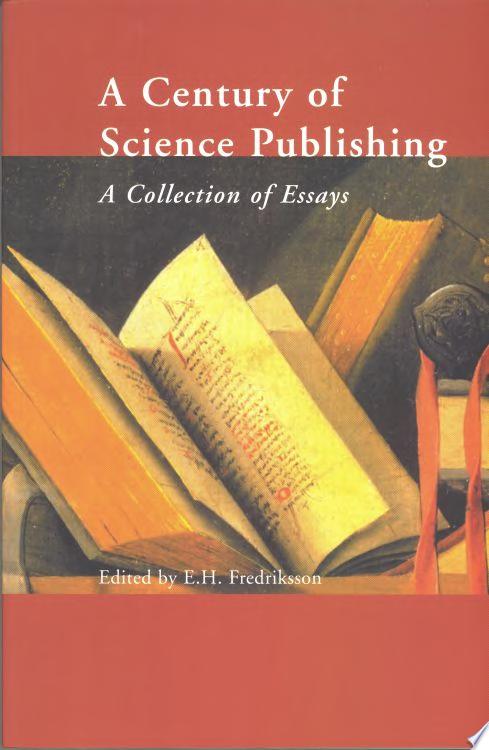 A Century of
Science Publishing
A Collection of Essays
Edited by E.H. Fredriksson